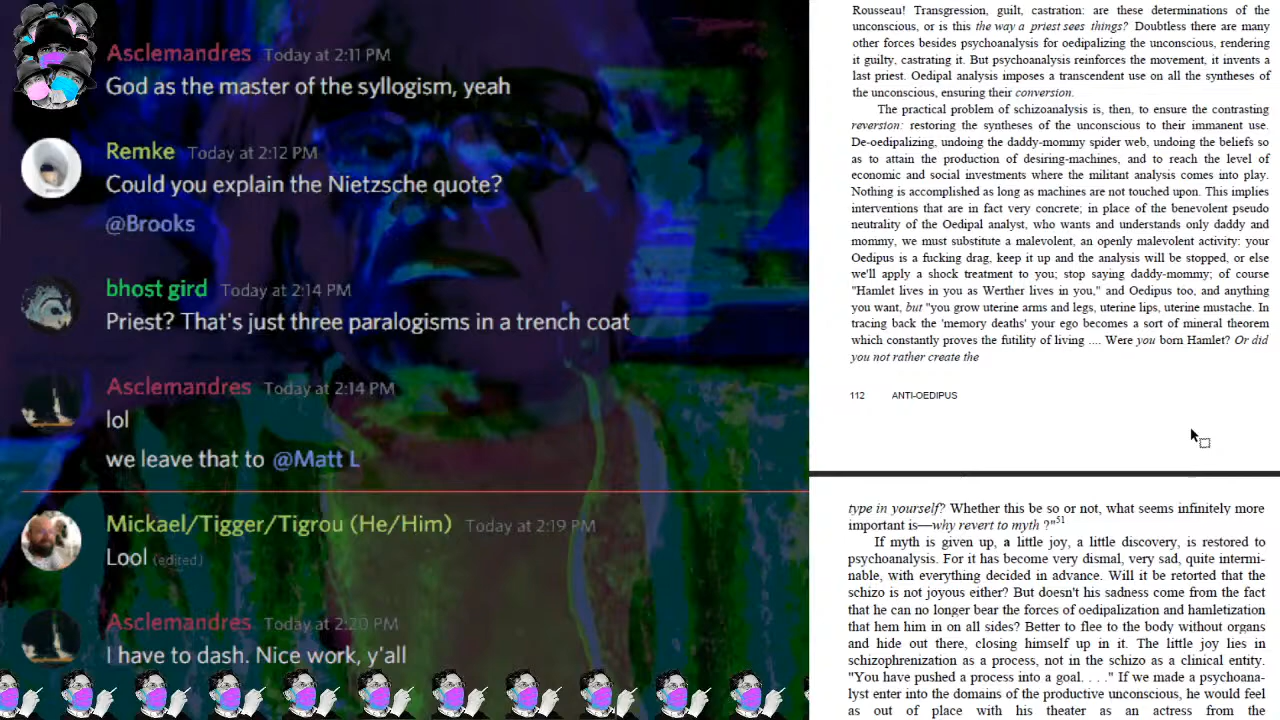 Asclemandres Today at 2:11 PM
God as the master of the syllogism, yeah
Remke Today at 2:12 PM
Could you explain the Nietzsche quote?
@Brooks
bhost gird Today at 2:14 PM
Priest? That's just three paralogisms in a trench coat
Asclemandres Today at 2:14 PM
lol
we leave that to @Matt L
Mickael/Tigger/Tigrou (He/Him) Today at 2:19 PM
Lool (edited)
Asclemandres Today at 2:20 PM
I have to dash. Nice work, y'all
Rousseau! Transgression, guilt, castration: are these determinations of the
unconscious, or is this the way a priest sees things? Doubtless there are many
other forces besides psychoanalysis for oedipalizing the unconscious, rendering
it guilty, castrating it. But psychoanalysis reinforces the movement, it invents a
last priest. Oedipal analysis imposes a transcendent use on all the syntheses of
the unconscious, ensuring their conversion.
The practical problem of schizoanalysis is, then, to ensure the contrasting
reversion: restoring the syntheses of the unconscious to their immanent use.
De-oedipalizing, undoing the daddy-mommy spider web, undoing the beliefs so
as to attain the production of desiring-machines, and to reach the level of
economic and social investments where the militant analysis comes into play.
Nothing is accomplished as long as machines are not touched upon. This implies
interventions that are in fact very concrete; in place of the benevolent pseudo
neutrality of the Oedipal analyst, who wants and understands only daddy and
mommy, we must substitute a malevolent, an openly malevolent activity: your
Oedipus is a fucking drag, keep it up and the analysis will be stopped, or else
we'll apply a shock treatment to you; stop saying daddy-mommy; of course
"Hamlet lives in you as Werther lives in you," and Oedipus too, and anything
you want, but "you grow uterine arms and legs, uterine lips, uterine mustache. In
tracing back the 'memory deaths' your ego becomes a sort of mineral theorem
which constantly proves the futility of living .... Were you born Hamlet? Or did
you not rather create the
112 ANTI-OEDIPUS
type in yourself? Whether this be so or not, what seems infinitely more
important is—why revert to myth ?"51
If myth is given up, a little joy, a little discovery, is restored to
psychoanalysis. For it has become very dismal, very sad, quite intermi-
nable, with everything decided in advance. Will it be retorted that the
schizo is not joyous either? But doesn't his sadness come from the fact
that he can no longer bear the forces of oedipalization and hamletization
that hem him in on all sides? Better to flee to the body without organs
and hide out there, closing himself up in it. The little joy lies in
schizophrenization as a process, not in the schizo as a clinical entity.
"You have pushed a process into a goal. . . ." If we made a psychoana-
lyst enter into the domains of the productive unconscious, he would feel
as out of place with his theater as an actress from the